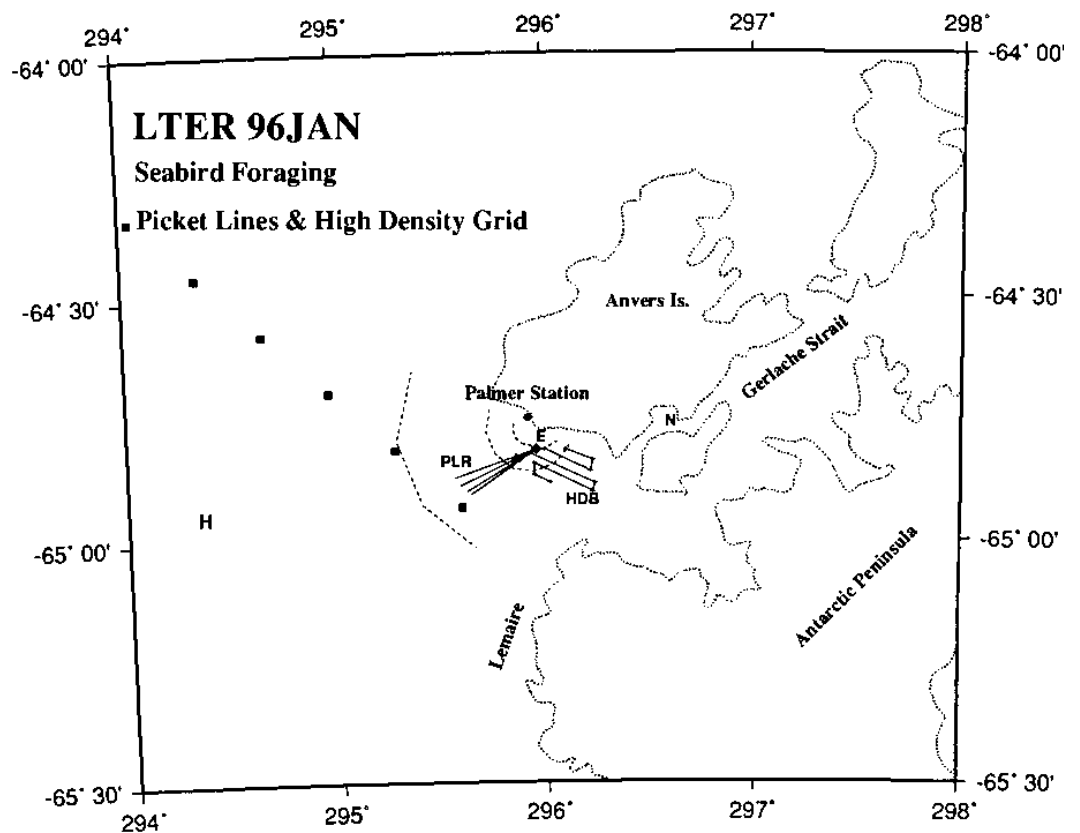 294° 295° 296° 297° 298°
-64° 00' -64° 00'
LTER 96JAN
Seabird Foraging
Picket Lines & High Density Grid
Anvers Is.
-64° 30' -64° 30'
Gerlache Strait
Palmer Station
N
E
PLR
HDB
H
-65° 00' -65° 00'
Antarctic Peninsula
Lemaire
-65° 30' -65° 30'
294° 295° 296° 297° 298°